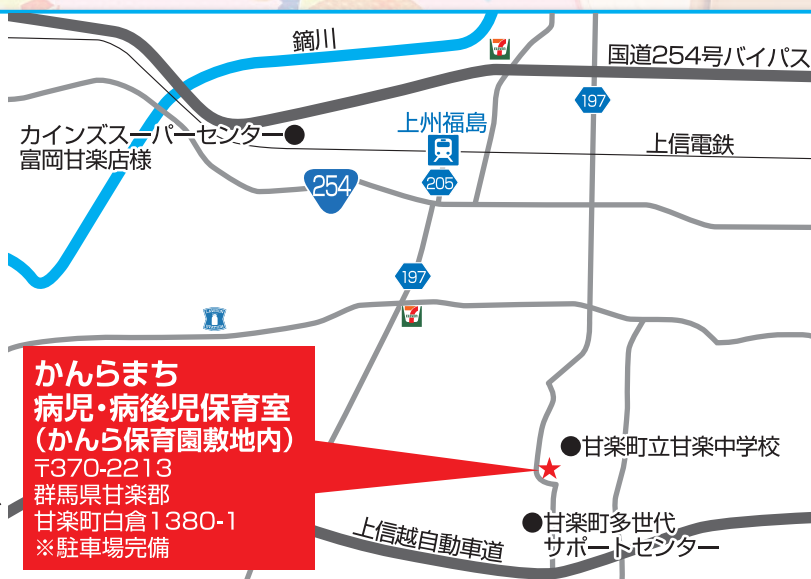 鏑川
国道254号バイパス
197
カインズスーパーセンター
富岡甘楽店様
上州福島
上信電鉄
205
254
197
7
7
かんらまち
病児・病後児保育室
（かんら保育園敷地内）
〒370-2213
群馬県甘楽郡
甘楽町白倉1380-1
※駐車場完備
甘楽町立甘楽中学校
甘楽町多世代
サポートセンター
上信越自動車道